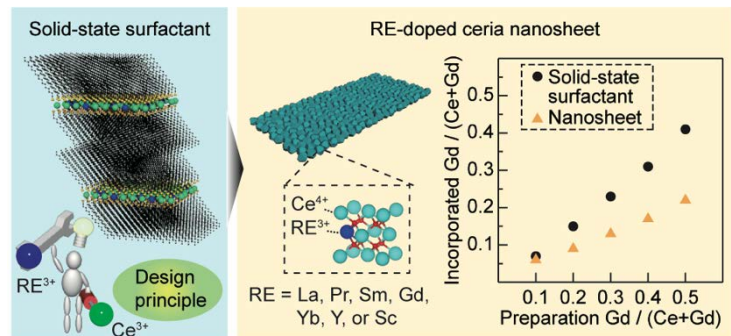 Solid-state surfactant
RE³⁺
Ce³⁺
Design
principle
RE-doped ceria nanosheet
Ce⁴⁺
RE³⁺
RE = La, Pr, Sm, Gd,
Yb, Y, or Sc
Incorporated Gd / (Ce+Gd)
Solid-state
surfactant
Nanosheet
0.5
0.4
0.3
0.2
0.1
0.1 0.2 0.3 0.4 0.5
Preparation Gd / (Ce+Gd)